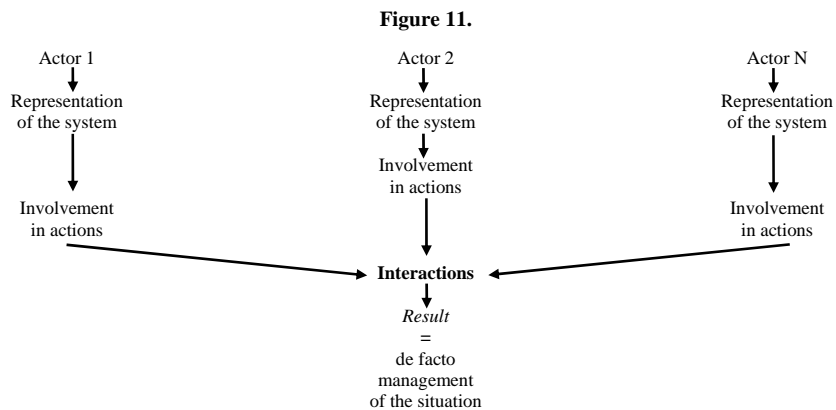 Figure 11.
Actor 1
Representation
of the system
Involvement
in actions
Actor 2
Representation
of the system
Involvement
in actions
Actor N
Representation
of the system
Involvement
in actions
Interactions
Result
=
de facto
management
of the situation